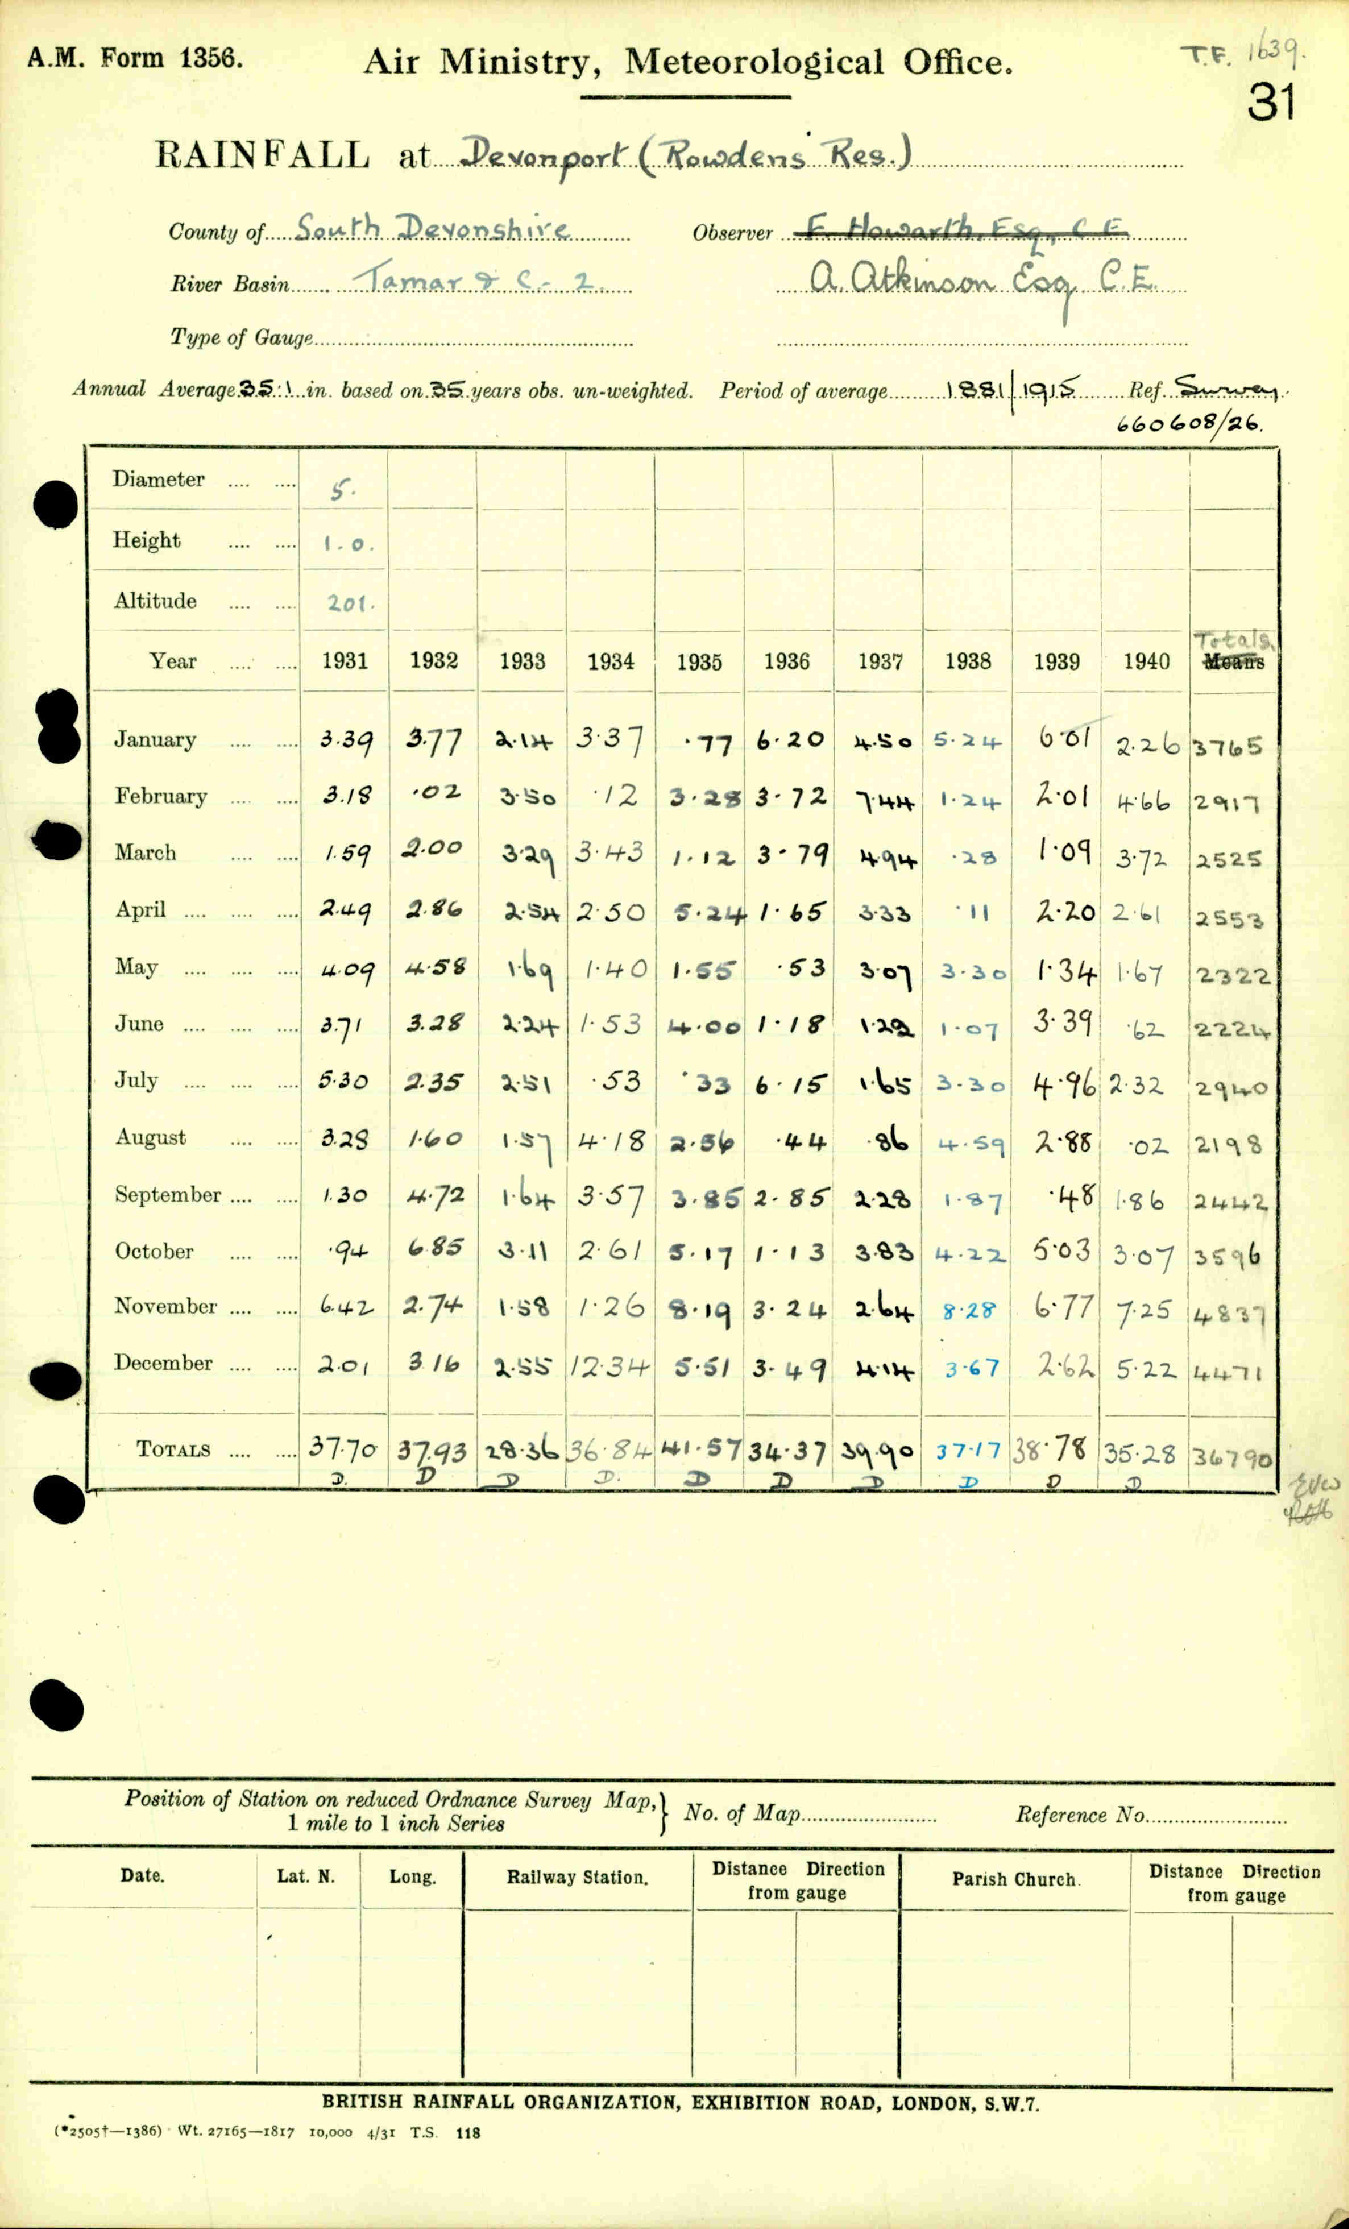 A.M. Form 1356. Air Ministry, Meteorological Office. T.F. 1639.
31
RAINFALL at Devonport (Rowdens Res.)
County of South Devonshire Observer F. Howarth, Esq., C.E.
River Basin Tamar & C - 2. A. Atkinson Esq C.E.
Type of Gauge
Annual Average 35.1 in. based on 35 years obs. un-weighted. Period of average 1881/1915 Ref. Survey
660608/26.
Diameter .... .... 5.
Height .... .... 1.0.
Altitude .... .... 201.
Totals
Year .... .... 1931 1932 1933 1934 1935 1936 1937 1938 1939 1940 Means
January .... .... 3.39 3.77 2.14 3.37 .77 6.20 4.50 5.24 6.01 2.26 3765
February .... .... 3.18 .02 3.50 .12 3.28 3.72 7.44 1.24 2.01 4.66 2917
March .... .... 1.59 2.00 3.29 3.43 1.12 3.79 4.94 .28 1.09 3.72 2525
April .... .... .... 2.49 2.86 2.54 2.50 5.24 1.65 3.33 .11 2.20 2.61 2553
May .... .... .... 4.09 4.58 1.69 1.40 1.55 .53 3.07 3.30 1.34 1.67 2322
June .... .... .... 3.71 3.28 2.24 1.53 4.00 1.18 1.22 1.07 3.39 .62 2224
July .... .... .... 5.30 2.35 2.51 .53 .33 6.15 1.65 3.30 4.96 2.32 2940
August .... .... 3.28 1.60 1.57 4.18 2.56 .44 .86 4.59 2.88 .02 2198
September .... .... 1.30 4.72 1.64 3.57 3.85 2.85 2.28 1.87 .48 1.86 2442
October .... .... .94 6.85 3.11 2.61 5.17 1.13 3.83 4.22 5.03 3.07 3596
November .... .... 6.42 2.74 1.58 1.26 8.19 3.24 2.64 8.28 6.77 7.25 4837
December .... .... 2.01 3.16 2.55 12.34 5.51 3.49 4.14 3.67 2.62 5.22 4471
TOTALS .... .... 37.70 37.93 28.36 36.84 41.57 34.37 39.90 37.17 38.78 35.28 36790
D. D D D. D D D D D D
Position of Station on reduced Ordnance Survey Map, } No. of Map Reference No.
1 mile to 1 inch Series
Date. Lat. N. Long. Railway Station. Distance Direction Parish Church. Distance Direction
from gauge from gauge
BRITISH RAINFALL ORGANIZATION, EXHIBITION ROAD, LONDON, S.W.7.
(*2505†—1386) Wt. 27165—1817 10,000 4/31 T.S. 118